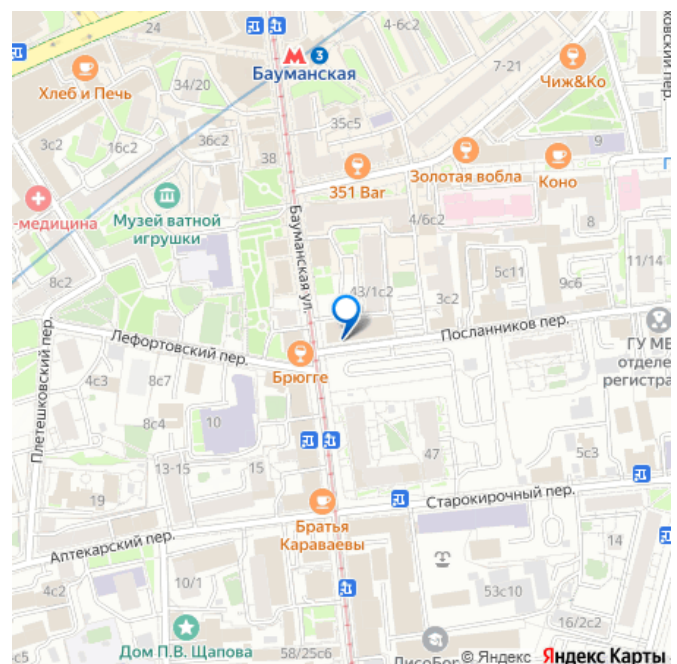 24
4-6с2
ковский пер.
3
Бауманская
7-21
Чиж&Ко
Хлеб и Печь
34/20
35с5
3с2
16с2
36с2
38
9
351 Bar
Золотая вобла
Коно
-медицина
Музей ватной
игрушки
Бауманская ул.
4/6с2
8
8с2
5с11
11/14
9с6
43/1с2
3с2
Посланников пер.
Лефортовский пер.
ГУ МВ
отделе
регистра
Брюгге
Плетешковский пер.
4с3
8с7
8с4
10
47
5с3
13-15
15
19
Старокирочный пер.
Братья
Караваевы
Аптекарский пер.
14
4с2
10/1
53с10
16/2с2
Дом П.В. Щапова
58/25с6
ЛисоБог
© Яндекс Яндекс Карты